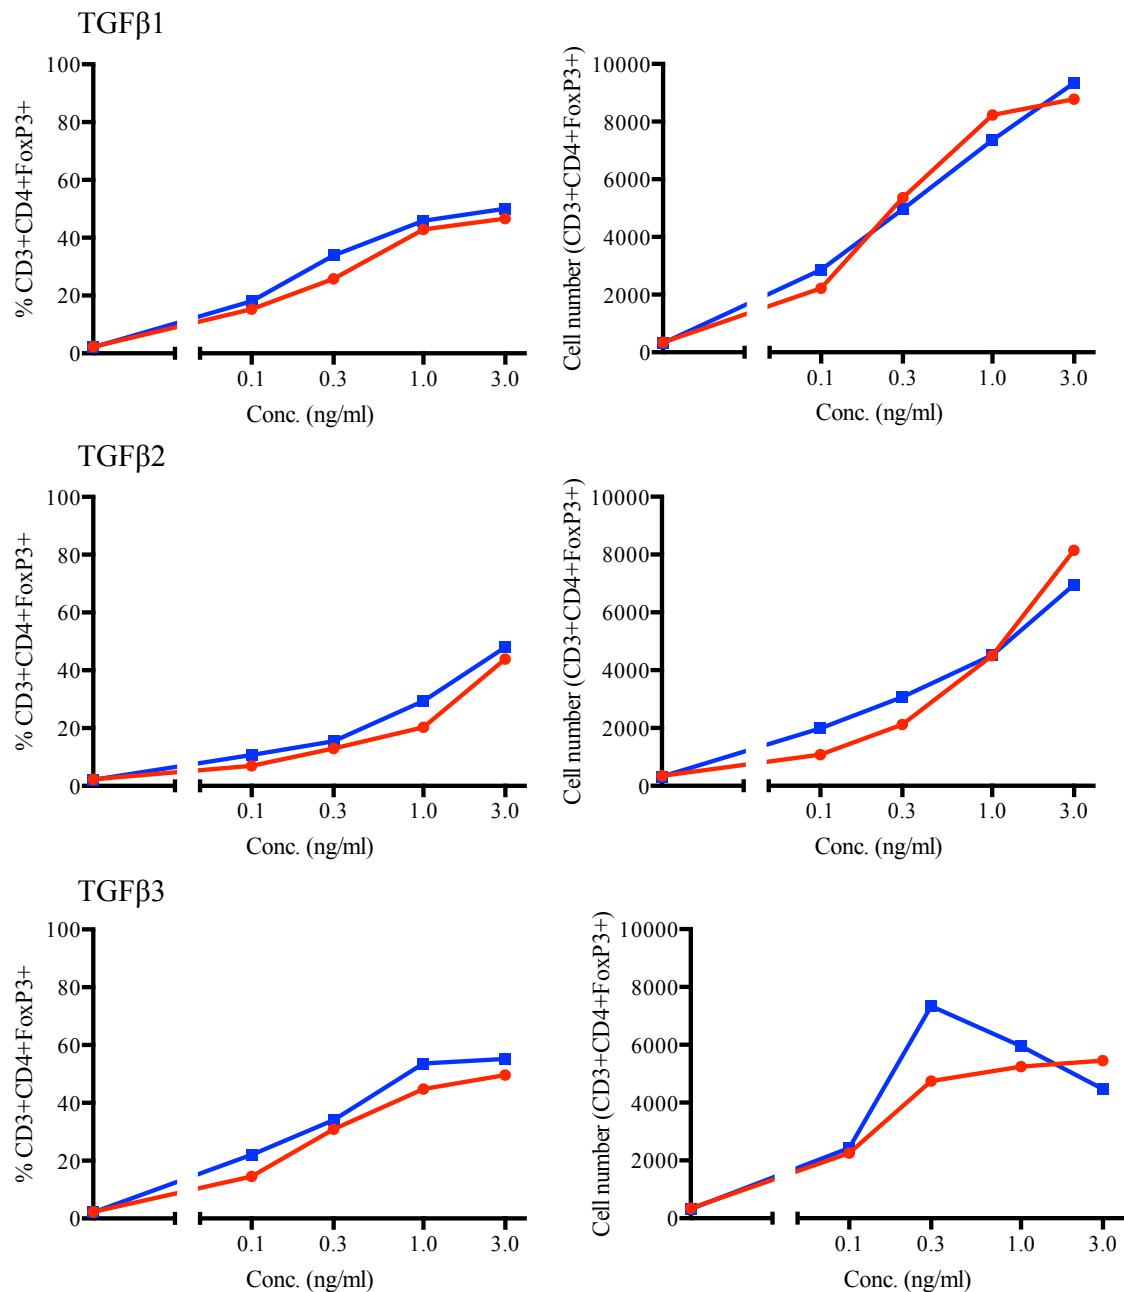 TGFβ1
% CD3+CD4+FoxP3+
100
80
60
40
20
0
0.1 0.3 1.0 3.0
Conc. (ng/ml)
Cell number (CD3+CD4+FoxP3+)
10000
8000
6000
4000
2000
0
0.1 0.3 1.0 3.0
Conc. (ng/ml)
TGFβ2
% CD3+CD4+FoxP3+
100
80
60
40
20
0
0.1 0.3 1.0 3.0
Conc. (ng/ml)
Cell number (CD3+CD4+FoxP3+)
10000
8000
6000
4000
2000
0
0.1 0.3 1.0 3.0
Conc. (ng/ml)
TGFβ3
% CD3+CD4+FoxP3+
100
80
60
40
20
0
0.1 0.3 1.0 3.0
Conc. (ng/ml)
Cell number (CD3+CD4+FoxP3+)
10000
8000
6000
4000
2000
0
0.1 0.3 1.0 3.0
Conc. (ng/ml)